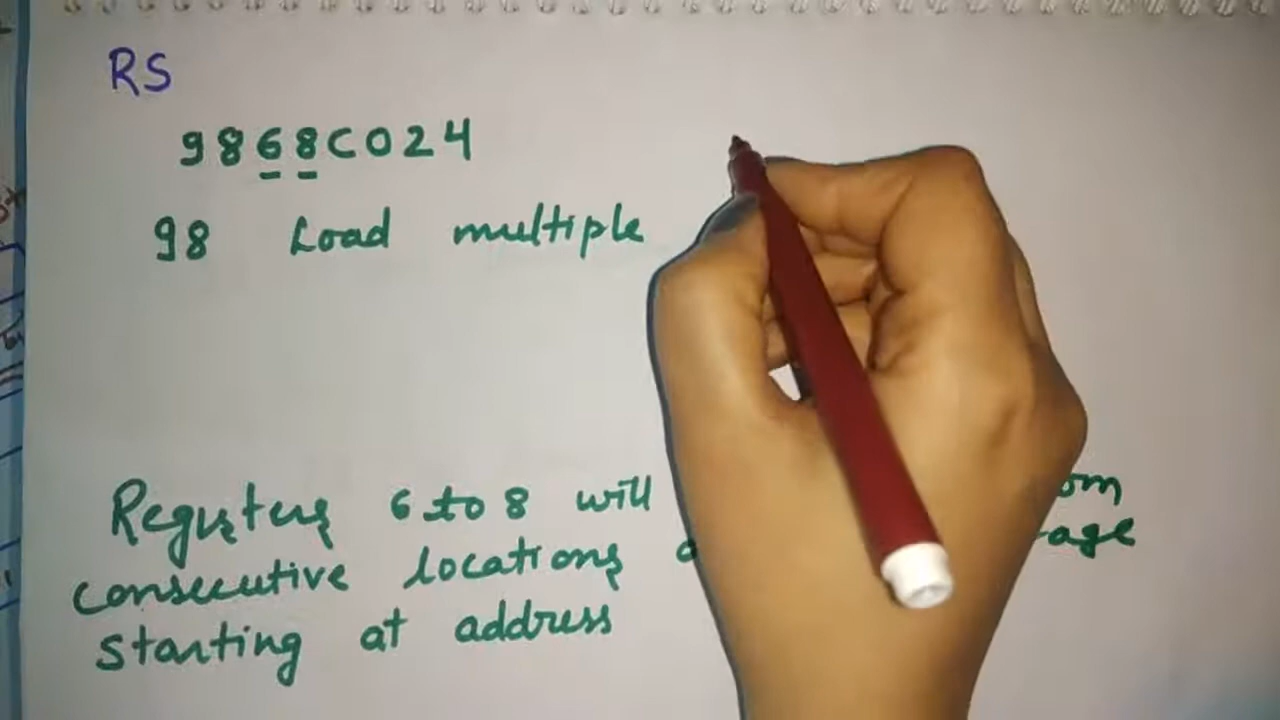 RS
9868C024
98 Load multiple
Registers 6 to 8 will
consecutive locations
starting at address